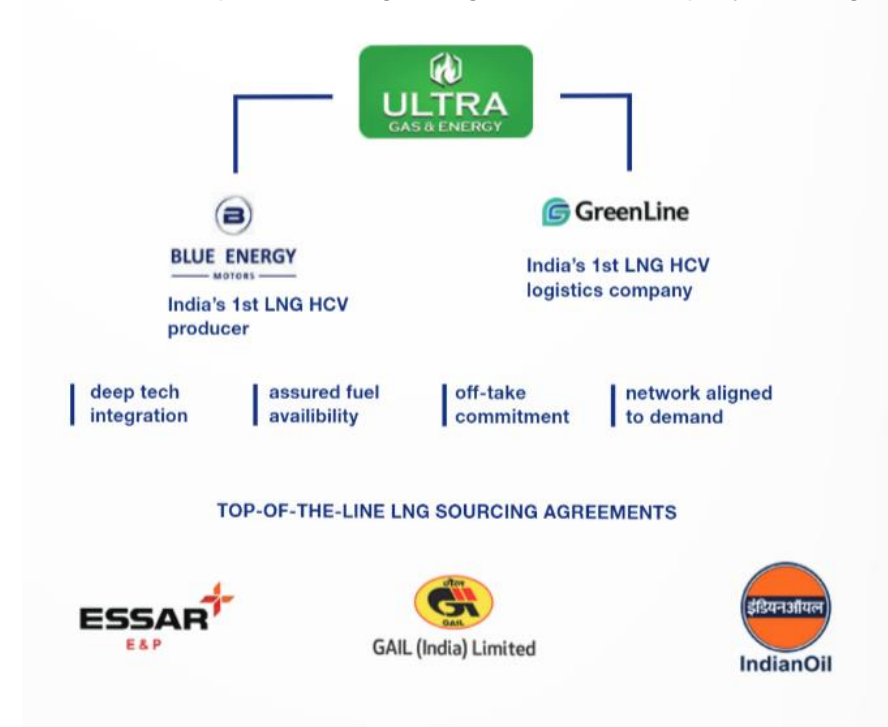 ULTRA
GAS & ENERGY
BLUE ENERGY
MOTORS
India's 1st LNG HCV
producer
GreenLine
India's 1st LNG HCV
logistics company
deep tech
integration
assured fuel
availibility
off-take
commitment
network aligned
to demand
TOP-OF-THE-LINE LNG SOURCING AGREEMENTS
ESSAR
E & P
गेल
GAIL
GAIL (India) Limited
इंडियनऑयल
IndianOil